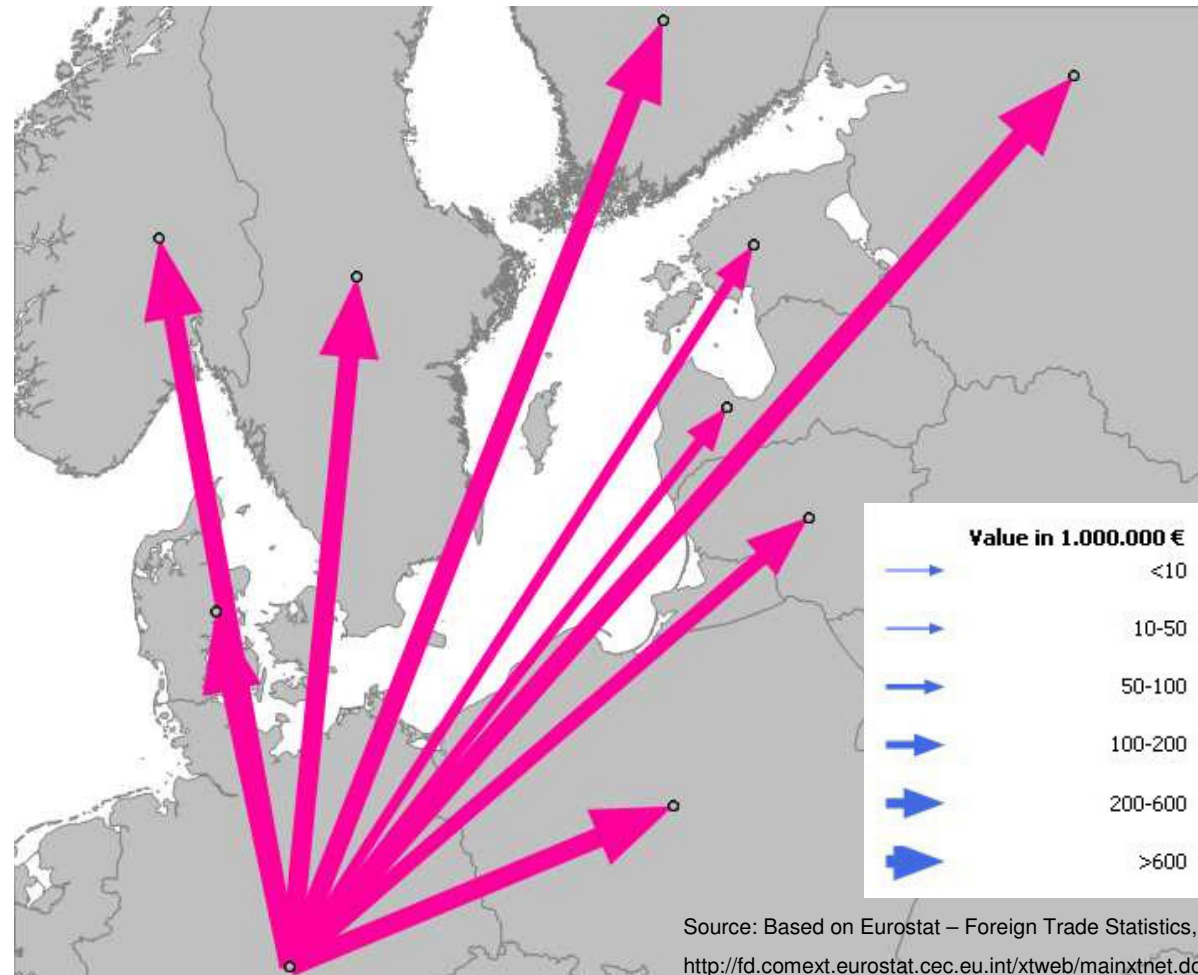 Value in 1.000.000 €
<10
10-50
50-100
100-200
200-600
>600
Source: Based on Eurostat – Foreign Trade Statistics,
http://fd.comext.eurostat.cec.eu.int/xtweb/mainxtnet.do